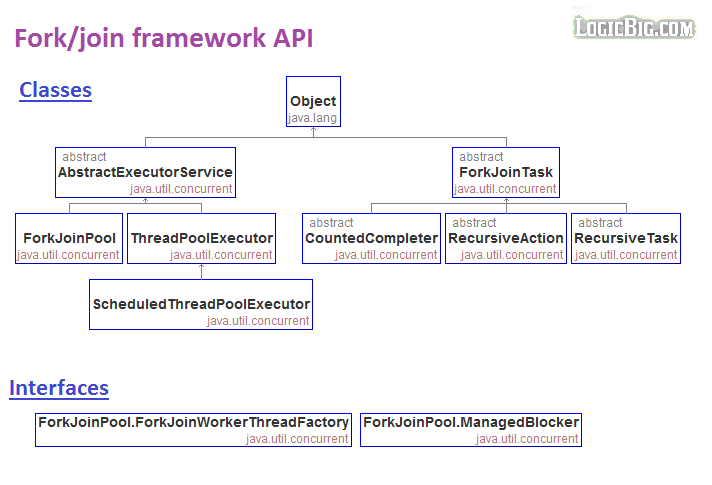 Fork/join framework API
LOGICBIG.COM
Classes
Object
java.lang
abstract
AbstractExecutorService
java.util.concurrent
abstract
ForkJoinTask
java.util.concurrent
ForkJoinPool
java.util.concurrent
ThreadPoolExecutor
java.util.concurrent
abstract
CountedCompleter
java.util.concurrent
abstract
RecursiveAction
java.util.concurrent
abstract
RecursiveTask
java.util.concurrent
ScheduledThreadPoolExecutor
java.util.concurrent
Interfaces
ForkJoinPool.ForkJoinWorkerThreadFactory
java.util.concurrent
ForkJoinPool.ManagedBlocker
java.util.concurrent